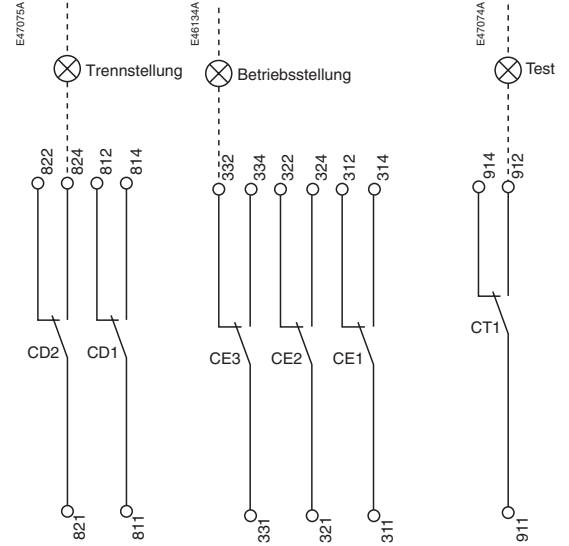 E47075A
Trennstellung
822 824 812 814
CD2 CD1
821 811
E46134A
Betriebsstellung
332 334 322 324 312 314
CE3 CE2 CE1
331 321 311
E47074A
Test
914 912
CT1
911